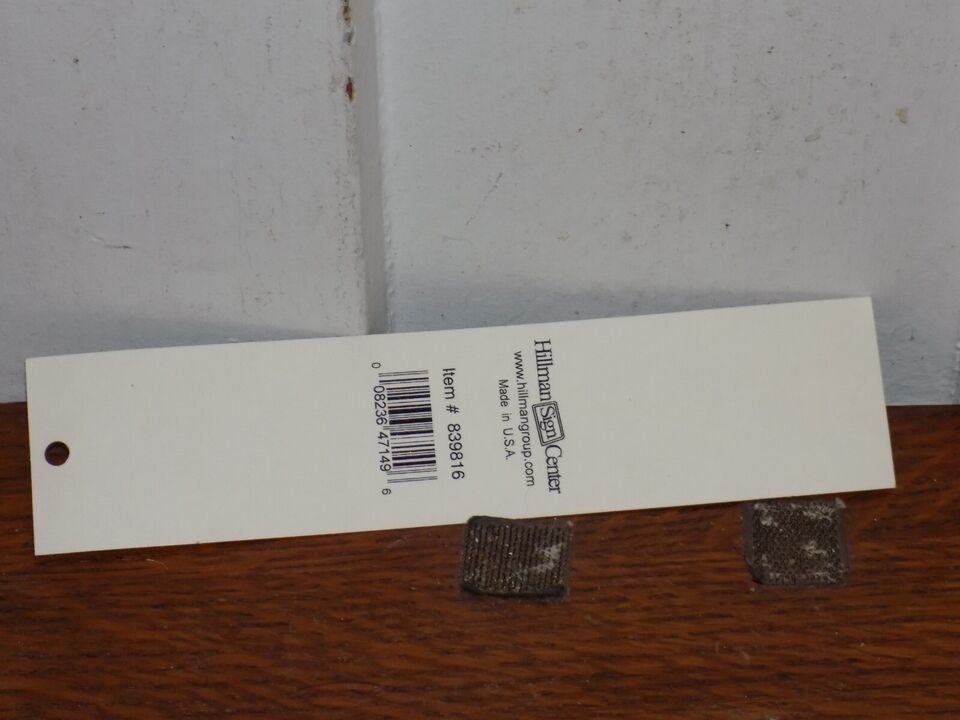 Hillman Sign Center
www.hillmangroup.com
Made in U.S.A.
Item # 839816
0 08236 47149 6